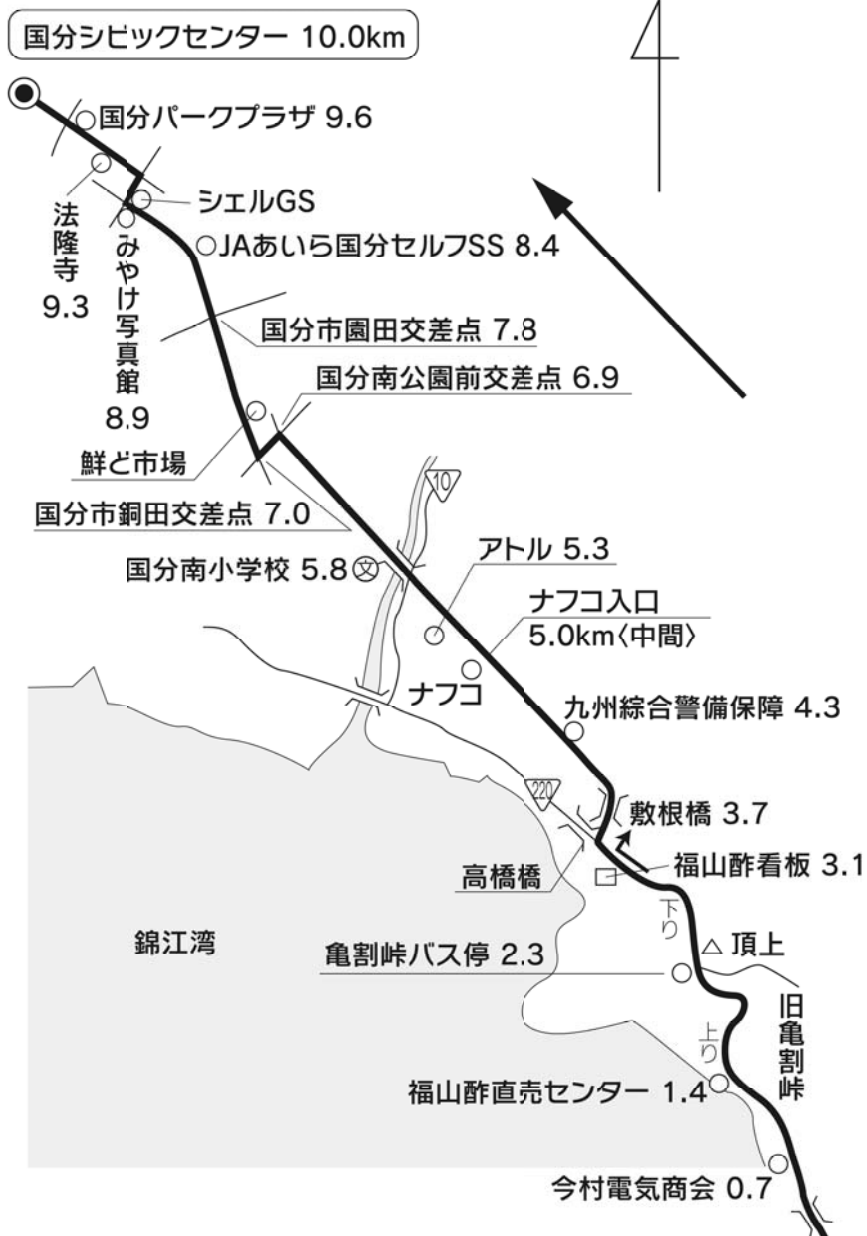 国分シビックセンター 10.0km
国分パークプラザ 9.6
法隆寺
9.3
シェルGS
みやけ写真館
8.9
JAあいら国分セルフSS 8.4
国分市園田交差点 7.8
国分南公園前交差点 6.9
鮮ど市場
国分市銅田交差点 7.0
10
国分南小学校 5.8
文
アトル 5.3
ナフコ入口
5.0km〈中間〉
ナフコ
九州綜合警備保障 4.3
220
敷根橋 3.7
高橋橋
福山酢看板 3.1
下り
頂上
錦江湾
亀割峠バス停 2.3
旧亀割峠
上り
福山酢直売センター 1.4
今村電気商会 0.7